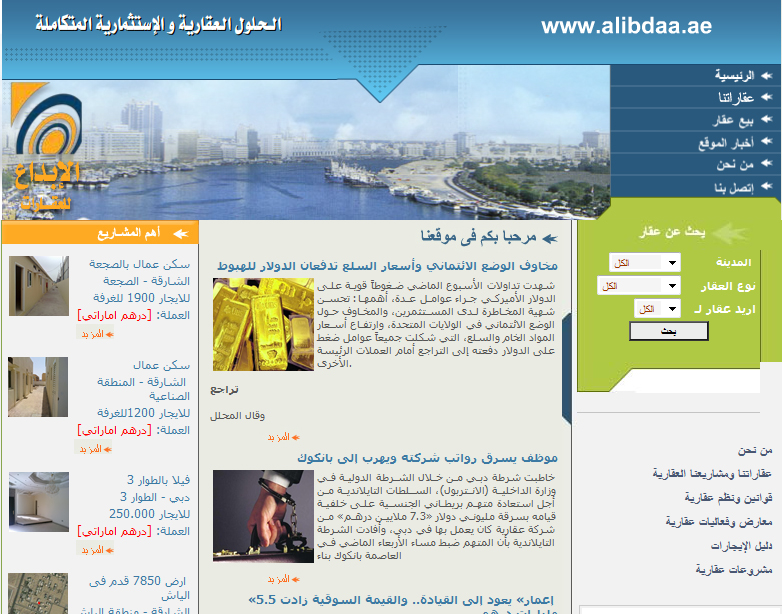 الحلول العقارية و الإستثمارية المتكاملة
www.alibdaa.ae
الإبداع
للعقارات
الرئيسية
عقاراتنا
بيع عقار
أخبار الموقع
من نحن
إتصل بنا
بحث عن عقار
المدينة
الكل
نوع العقار
الكل
اريد عقار لـ
الكل
بحث
من نحن
عقاراتنا ومشاريعنا العقارية
قوانين ونظم عقارية
معارض وفعاليات عقارية
دليل الإيجارات
مشروعات عقارية
مرحبا بكم فى موقعنا
مخاوف الوضع الائتماني وأسعار السلع تدفعان الدولار للهبوط
شهدت تداولات الأسبوع الماضي ضغوطاً قوية على
الدولار الأميركي جراء عوامل عدة، أهمها: تحسن
شهية المخاطرة لدى المستثمرين، والمخاوف حول
الوضع الائتماني في الولايات المتحدة، وارتفاع أسعار
المواد الخام والسلع، التي شكلت جميعاً عوامل ضغط
على الدولار دفعته إلى التراجع أمام العملات الرئيسة
الأخرى.
تراجع
وقال المحلل
المزيد
موظف يسرق رواتب شركته ويهرب إلى بانكوك
خاطبت شرطة دبي من خلال الشرطة الدولية في
وزارة الداخلية (الانتربول)، السلطات التايلاندية من
أجل استعادة متهم بريطاني الجنسية على خلفية
قيامه بسرقة مليوني دولار «7.3 ملايين درهم» من
شركة عقارية كان يعمل بها في دبي، وأفادت الشرطة
التايلاندية بأن المتهم ضبط مساء الأربعاء الماضي في
العاصمة بانكوك بناء
المزيد
«إعمار» يعود إلى القيادة.. والقيمة السوقية زادت 5.5
أهم المشاريع
سكن عمال بالصجعة
الشارقة - الصجعة
للايجار 1900 للغرفة
العملة: [درهم اماراتي]
المزيد
سكن عمال
الشارقة - المنطقة
الصناعية
للايجار 1200للغرفة
العملة: [درهم اماراتي]
المزيد
فيلا بالطوار 3
دبي - الطوار 3
للايجار 250.000
العملة: [درهم اماراتي]
المزيد
ارض 7850 قدم فى
الياش
الشارقة - منطقة الياش